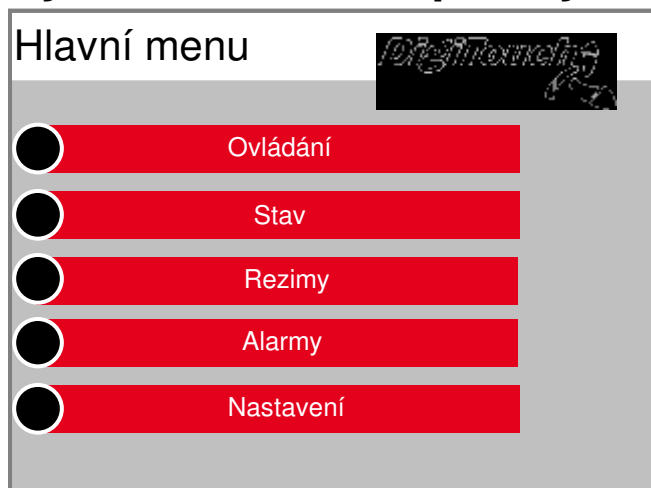 Hlavní menu
DigiTouch
Ovládání
Stav
Rezimy
Alarmy
Nastavení